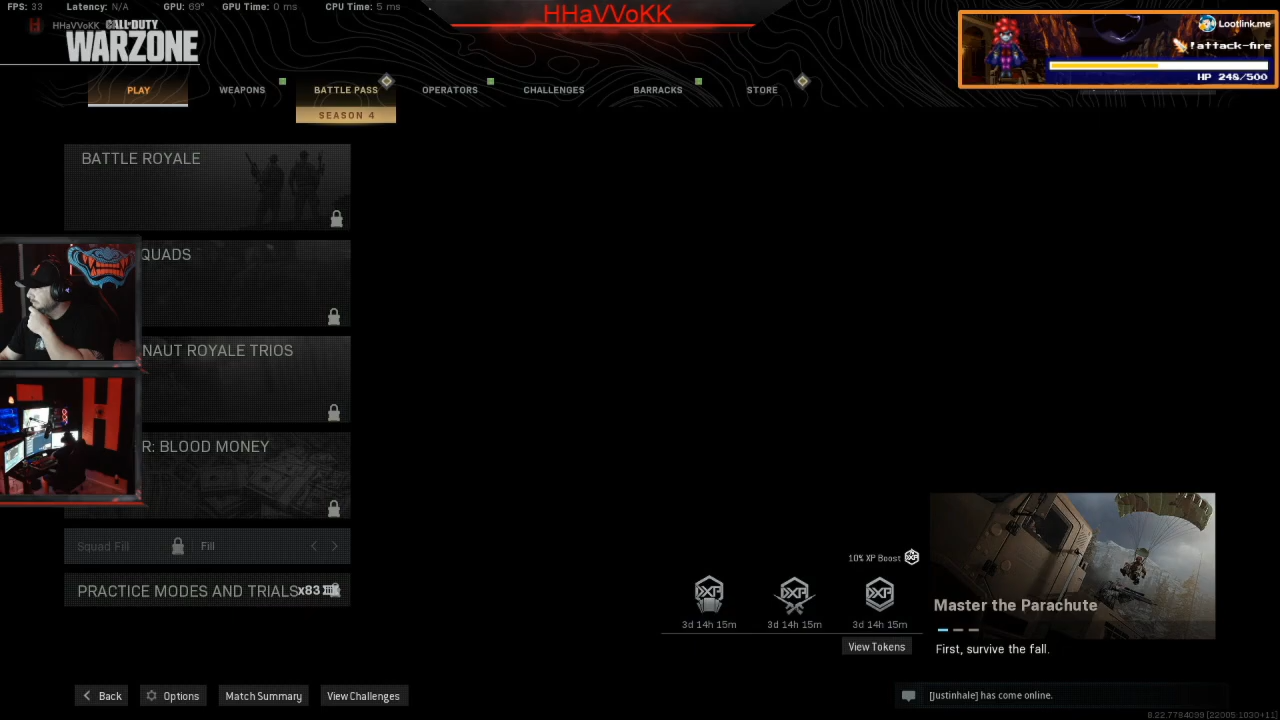 FPS: 33 Latency: N/A GPU: 69° GPU Time: 0 ms CPU Time: 5 ms
HHaVVoKK
HHaVVoKK
CALL·DUTY
WARZONE
Lootlink.me
!attack-fire
HP 248/500
PLAY
WEAPONS
BATTLE PASS
OPERATORS
CHALLENGES
BARRACKS
STORE
SEASON 4
BATTLE ROYALE
QUADS
NAUT ROYALE TRIOS
R: BLOOD MONEY
Squad Fill
Fill
PRACTICE MODES AND TRIALS
x83
10% XP Boost
DXP
DXP
DXP
3d 14h 15m
3d 14h 15m
3d 14h 15m
View Tokens
Master the Parachute
First, survive the fall.
Back
Options
Match Summary
View Challenges
[Justinhale] has come online.